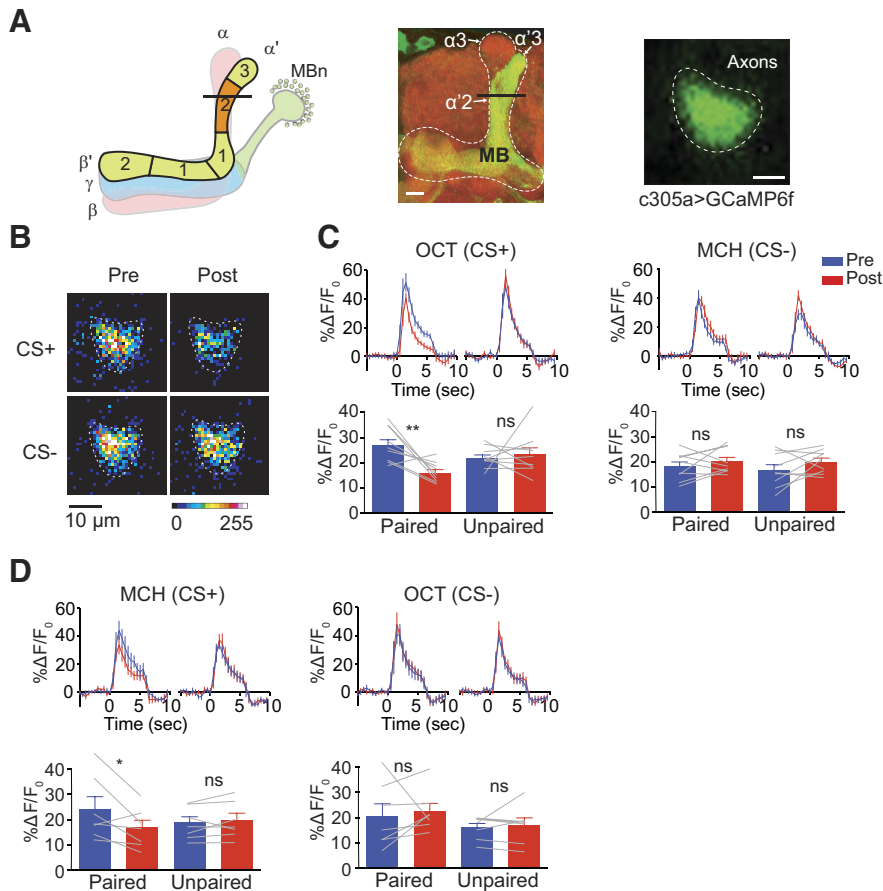 A
α
α'
MBn
3
2
1
1
2
β'
γ
β
α3
α'3
α'2
MB
Axons
c305a>GCaMP6f
B
Pre
Post
CS+
CS-
10 μm
0
255
C
OCT (CS+)
MCH (CS-)
Pre
Post
%ΔF/F0
60
40
20
0
0 5 10
0 5 10
Time (sec)
%ΔF/F0
60
40
20
0
0 5 10
0 5 10
Time (sec)
%ΔF/F0
40
30
20
10
0
**
ns
Paired
Unpaired
%ΔF/F0
40
30
20
10
0
ns
ns
Paired
Unpaired
D
MCH (CS+)
OCT (CS-)
%ΔF/F0
60
40
20
0
0 5 10
0 5 10
Time (sec)
%ΔF/F0
60
40
20
0
0 5 10
0 5 10
Time (sec)
%ΔF/F0
40
30
20
10
0
*
ns
Paired
Unpaired
%ΔF/F0
40
30
20
10
0
ns
ns
Paired
Unpaired